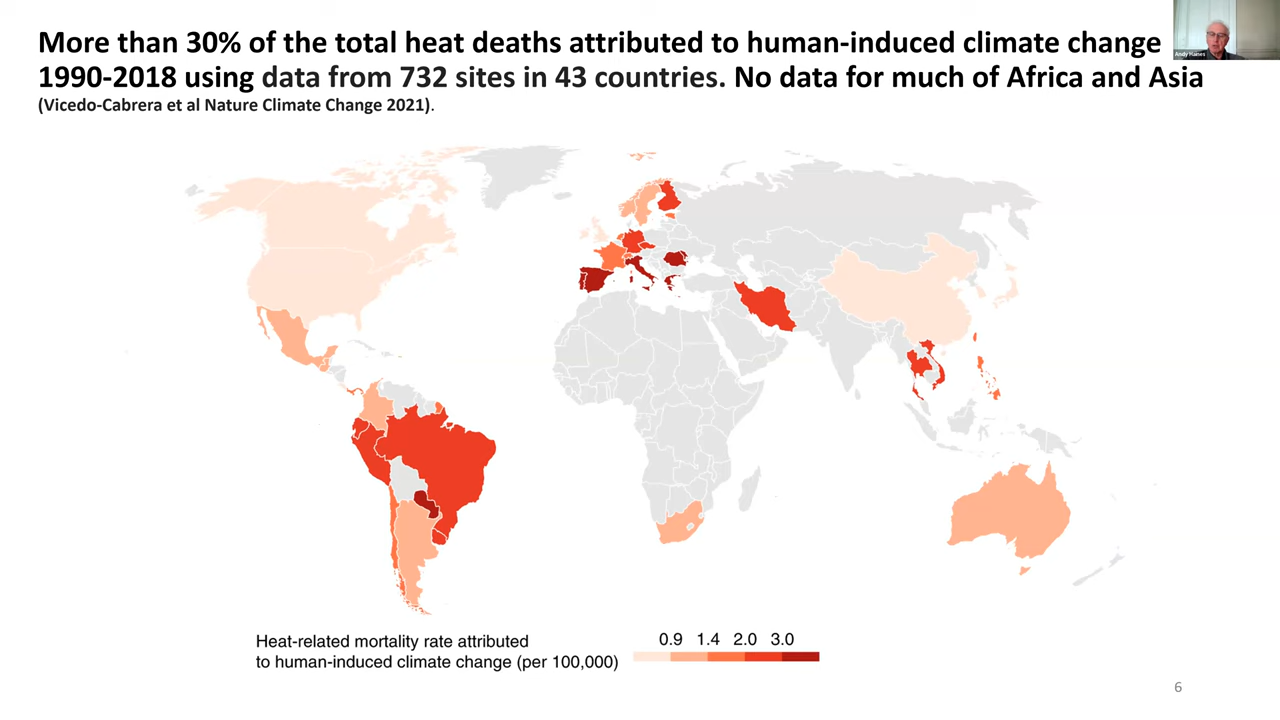 More than 30% of the total heat deaths attributed to human-induced climate change
1990-2018 using data from 732 sites in 43 countries. No data for much of Africa and Asia
(Vicedo-Cabrera et al Nature Climate Change 2021).
Andy Haines
Heat-related mortality rate attributed
to human-induced climate change (per 100,000)
0.9 1.4 2.0 3.0
6